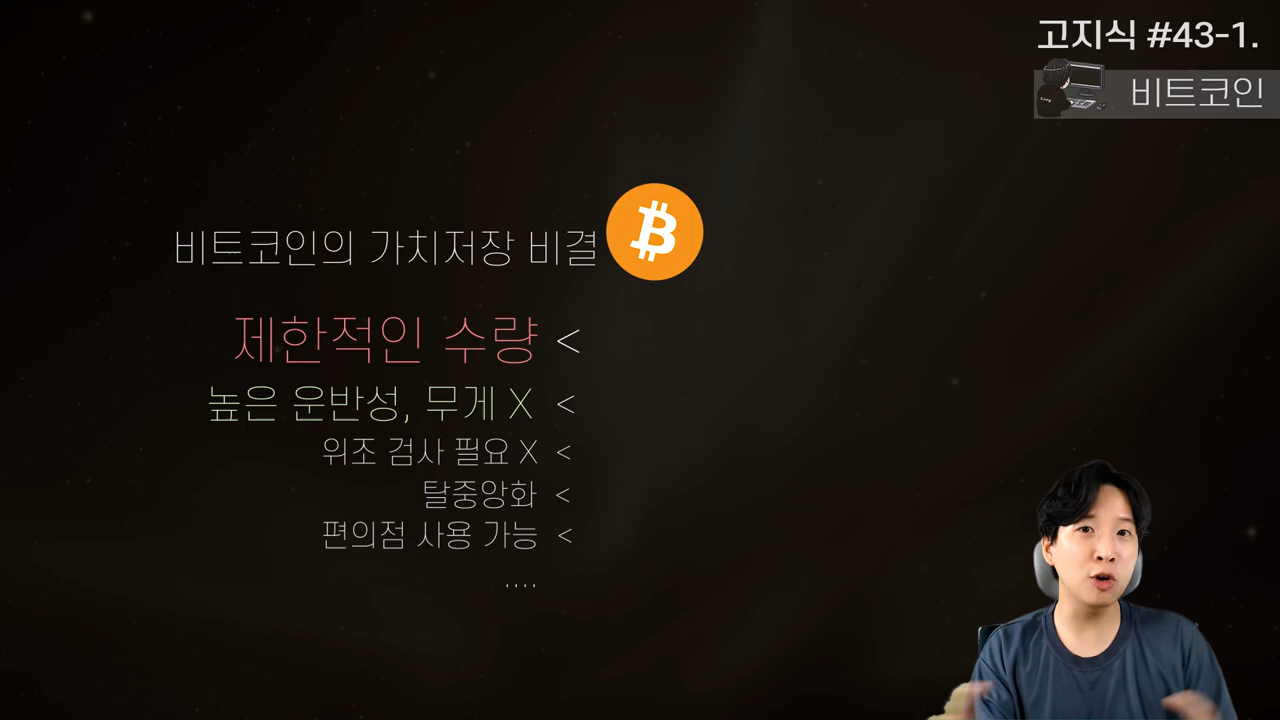 고지식 #43-1.
비트코인
비트코인의 가치저장 비결
제한적인 수량 <
높은 운반성, 무게 X <
위조 검사 필요 X <
탈중앙화 <
편의점 사용 가능 <
....